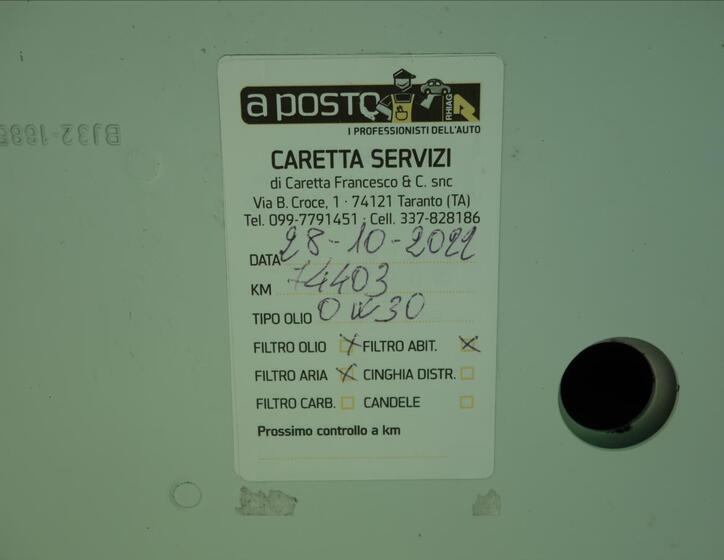 a posto
RHIAG
I PROFESSIONISTI DELL'AUTO
CARETTA SERVIZI
di Caretta Francesco & C. snc
Via B. Croce, 1 · 74121 Taranto (TA)
Tel. 099-7791451 ; Cell. 337-828186
DATA 28-10-2022
KM 74403
TIPO OLIO 0W30
FILTRO OLIO X FILTRO ABIT. X
FILTRO ARIA X CINGHIA DISTR.
FILTRO CARB. CANDELE
Prossimo controllo a km